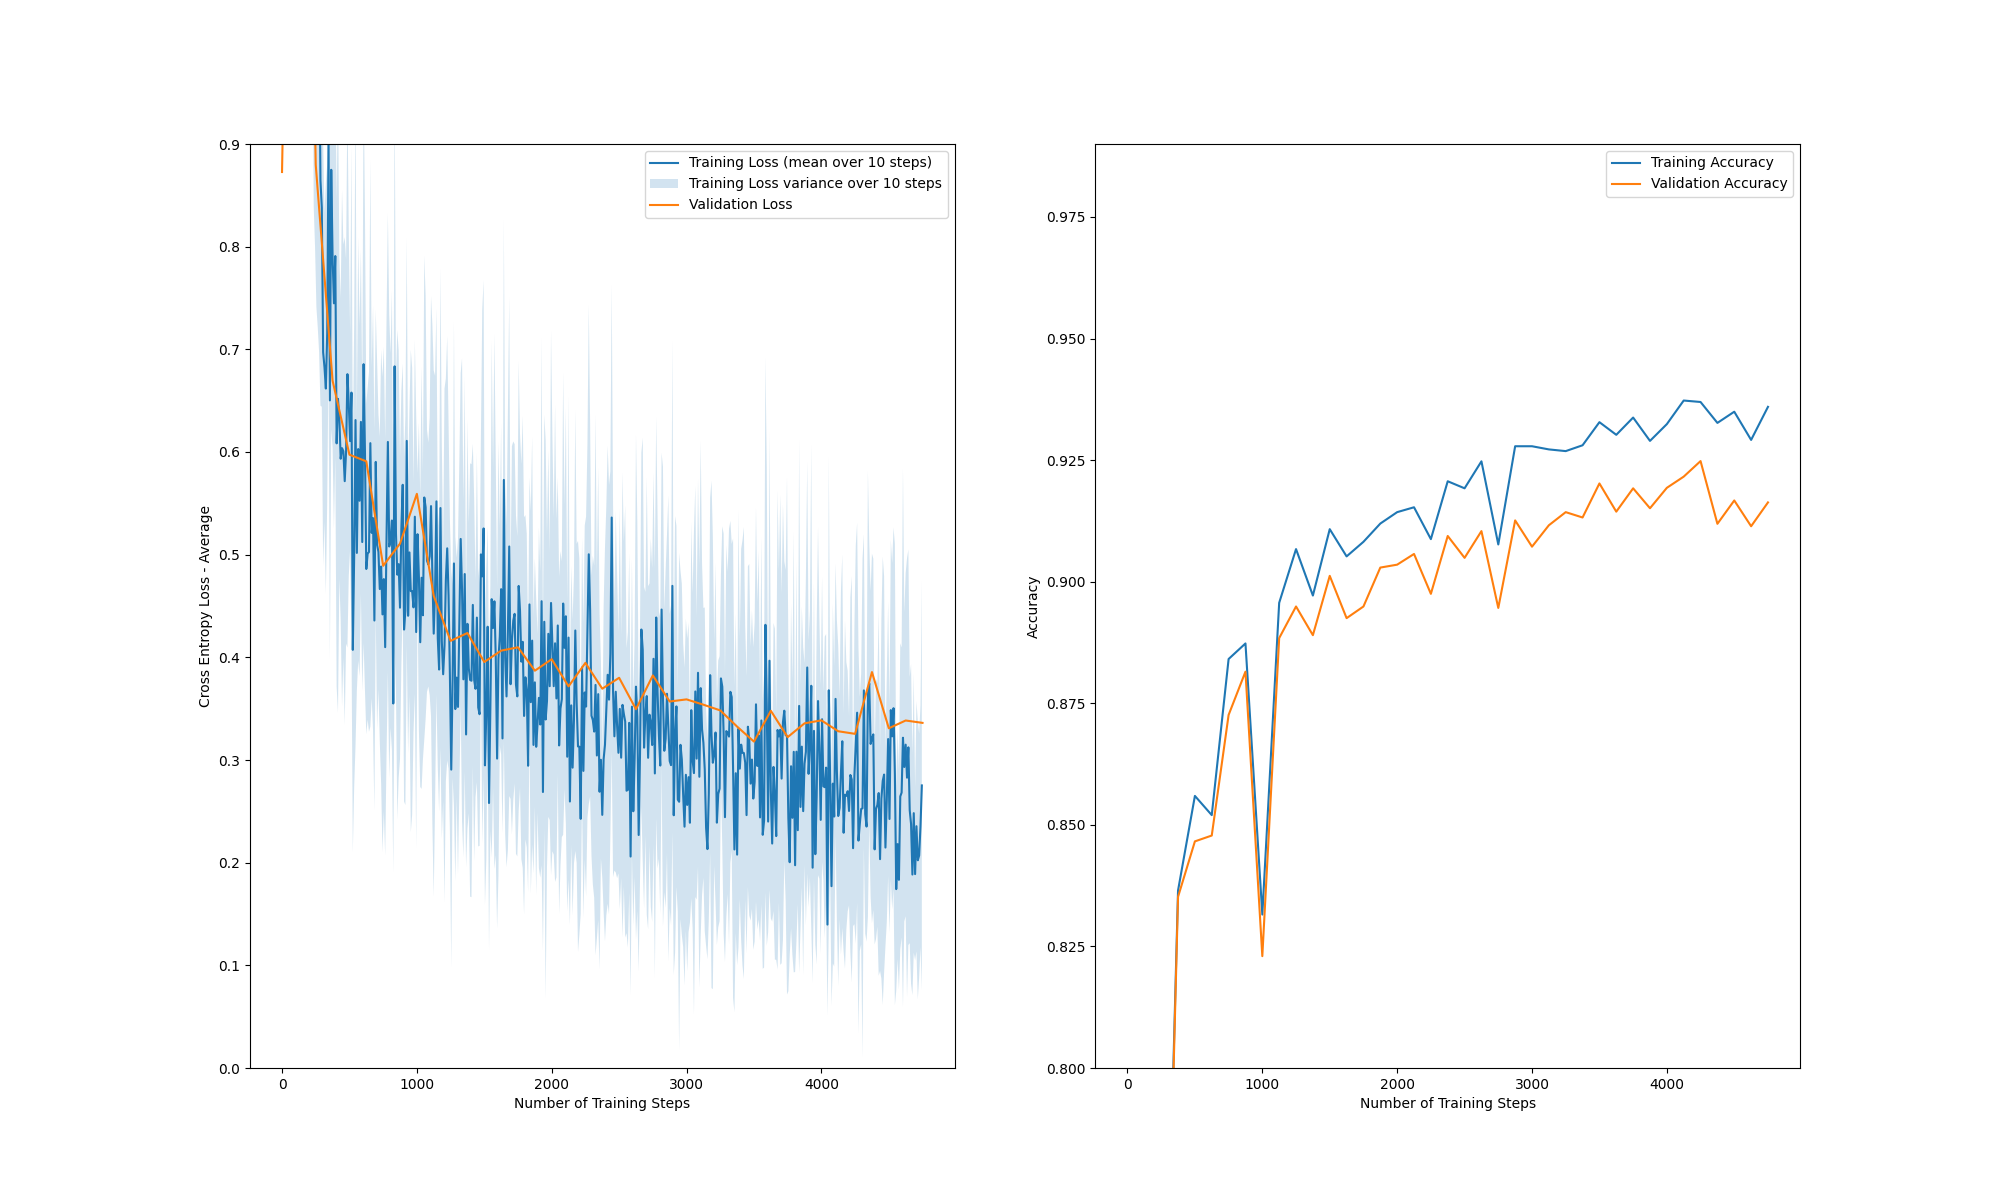 Training Loss (mean over 10 steps)
Training Loss variance over 10 steps
Validation Loss
0.9
0.8
0.7
0.6
0.5
0.4
0.3
0.2
0.1
0.0
Cross Entropy Loss - Average
0 1000 2000 3000 4000
Number of Training Steps
Training Accuracy
Validation Accuracy
0.975
0.950
0.925
0.900
0.875
0.850
0.825
0.800
Accuracy
0 1000 2000 3000 4000
Number of Training Steps